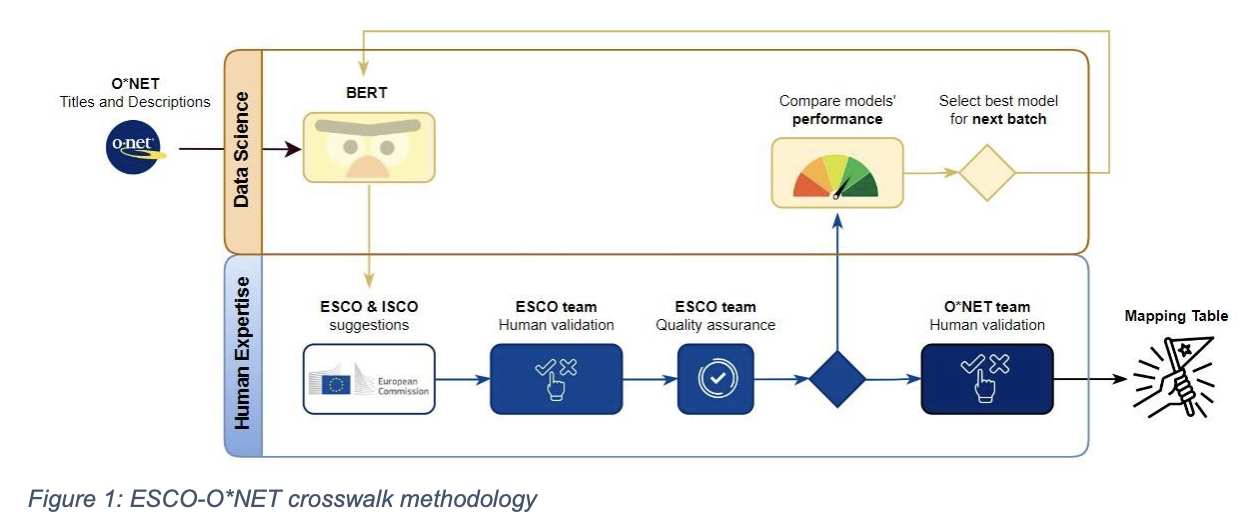 O*NET
Titles and Descriptions
o·net
Data Science
BERT
Compare models'
performance
Select best model
for next batch
Human Expertise
ESCO & ISCO
suggestions
European
Commission
ESCO team
Human validation
ESCO team
Quality assurance
O*NET team
Human validation
Mapping Table
Figure 1: ESCO-O*NET crosswalk methodology